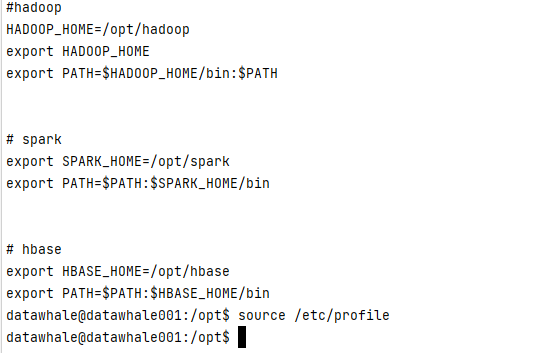 #hadoop
HADOOP_HOME=/opt/hadoop
export HADOOP_HOME
export PATH=$HADOOP_HOME/bin:$PATH
# spark
export SPARK_HOME=/opt/spark
export PATH=$PATH:$SPARK_HOME/bin
# hbase
export HBASE_HOME=/opt/hbase
export PATH=$PATH:$HBASE_HOME/bin
datawhale@datawhale001:/opt$ source /etc/profile
datawhale@datawhale001:/opt$